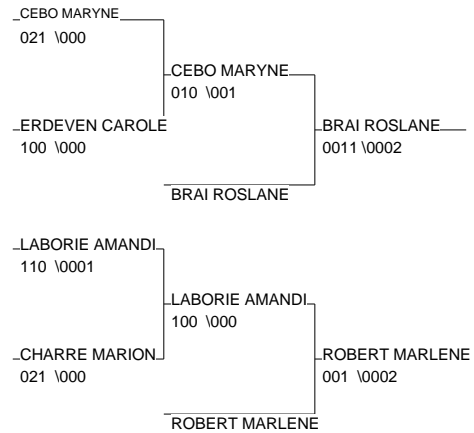 CEBO MARYNE
021 \000
CEBO MARYNE
010 \001
ERDEVEN CAROLE
100 \000
BRAI ROSLANE
0011 \0002
BRAI ROSLANE
LABORIE AMANDI
110 \0001
LABORIE AMANDI
100 \000
CHARRE MARION
021 \000
ROBERT MARLENE
001 \0002
ROBERT MARLENE